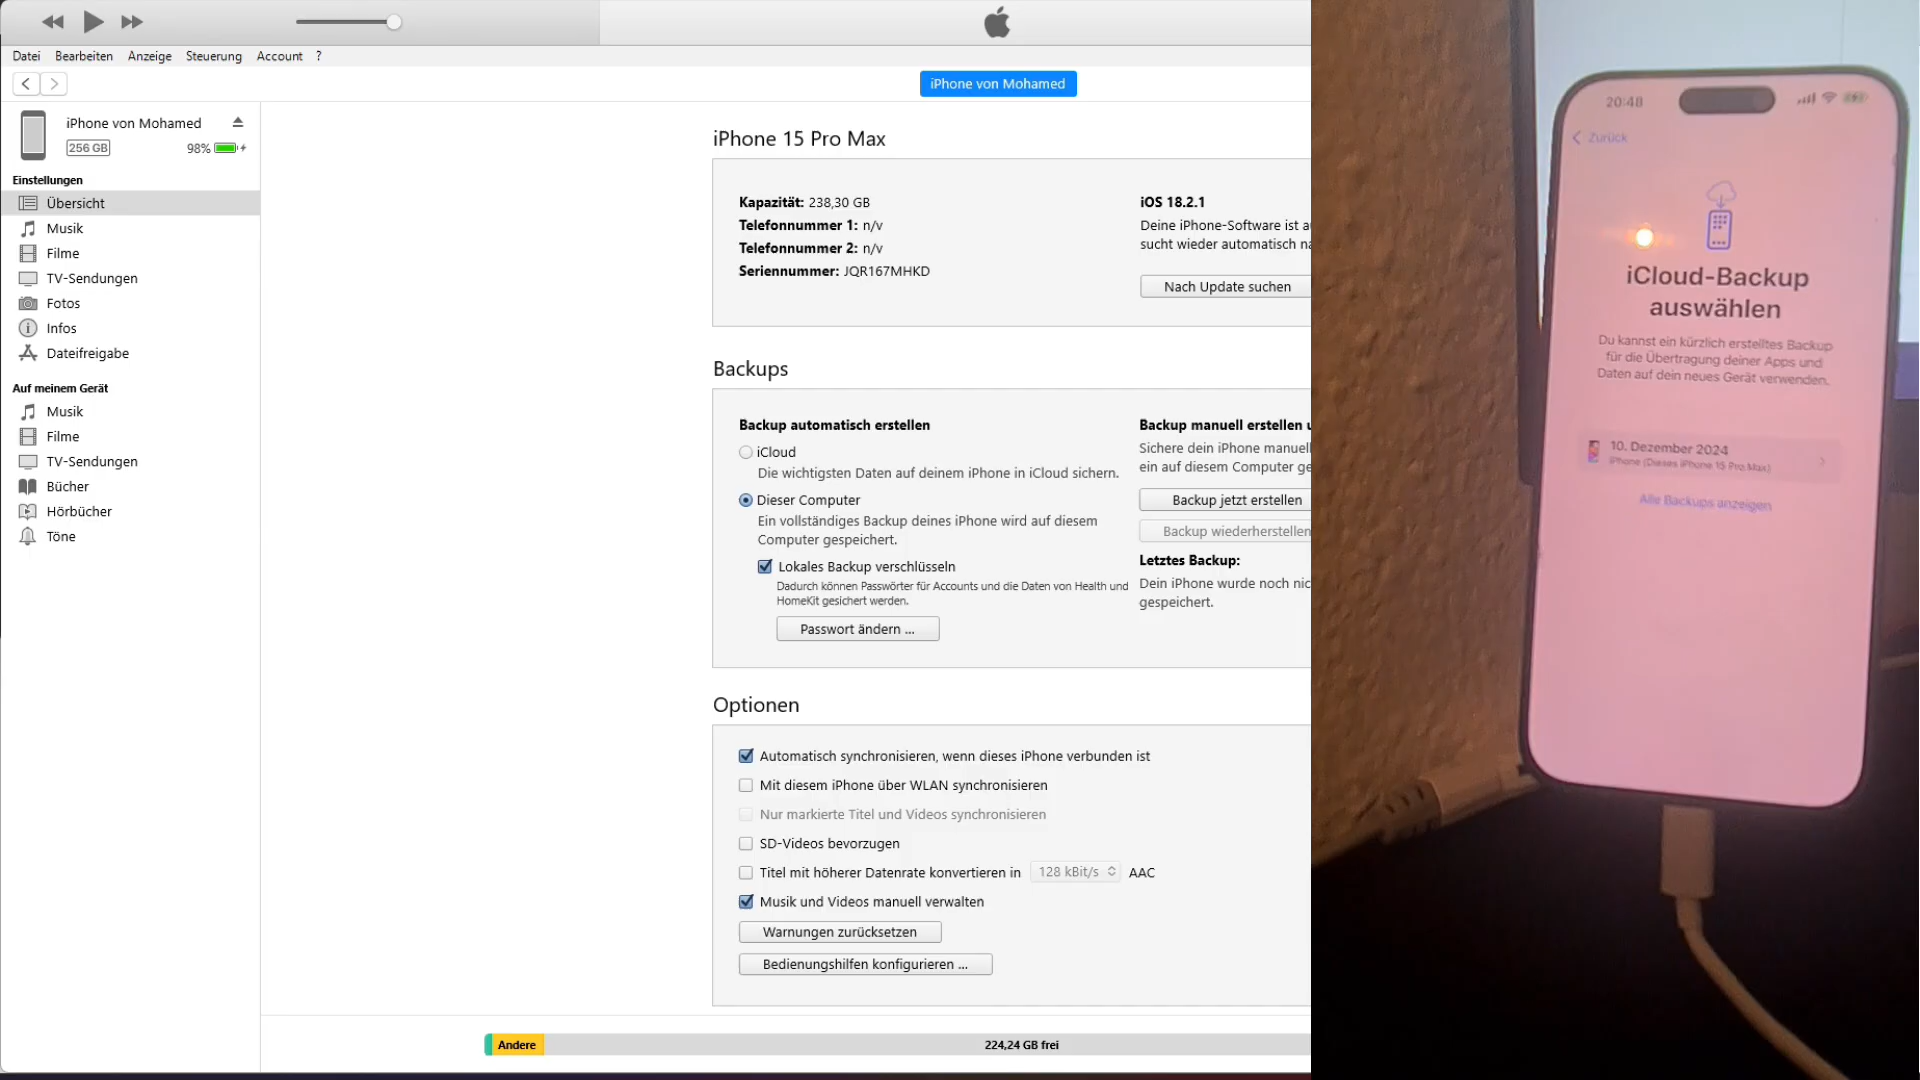 Datei Bearbeiten Anzeige Steuerung Account ?
iPhone von Mohamed
iPhone von Mohamed
256 GB 98%
Einstellungen
Übersicht
Musik
Filme
TV-Sendungen
Fotos
Infos
Dateifreigabe
Auf meinem Gerät
Musik
Filme
TV-Sendungen
Bücher
Hörbücher
Töne
iPhone 15 Pro Max
Kapazität: 238,30 GB
Telefonnummer 1: n/v
Telefonnummer 2: n/v
Seriennummer: JQR167MHKD
iOS 18.2.1
Deine iPhone-Software ist a
sucht wieder automatisch na
Nach Update suchen
Backups
Backup automatisch erstellen
iCloud
Die wichtigsten Daten auf deinem iPhone in iCloud sichern.
Dieser Computer
Ein vollständiges Backup deines iPhone wird auf diesem
Computer gespeichert.
Lokales Backup verschlüsseln
Dadurch können Passwörter für Accounts und die Daten von Health und
HomeKit gesichert werden.
Passwort ändern ...
Backup manuell erstellen u
Sichere dein iPhone manuell
ein auf diesem Computer ge
Backup jetzt erstellen
Backup wiederherstellen
Letztes Backup:
Dein iPhone wurde noch nic
gespeichert.
Optionen
Automatisch synchronisieren, wenn dieses iPhone verbunden ist
Mit diesem iPhone über WLAN synchronisieren
Nur markierte Titel und Videos synchronisieren
SD-Videos bevorzugen
Titel mit höherer Datenrate konvertieren in 128 kBit/s AAC
Musik und Videos manuell verwalten
Warnungen zurücksetzen
Bedienungshilfen konfigurieren ...
Andere 224,24 GB frei
20:48
Zurück
iCloud-Backup
auswählen
Du kannst ein kürzlich erstelltes Backup
für die Übertragung deiner Apps und
Daten auf dein neues Gerät verwenden.
10. Dezember 2024
iPhone (Dieses iPhone 15 Pro Max)
Alle Backups anzeigen